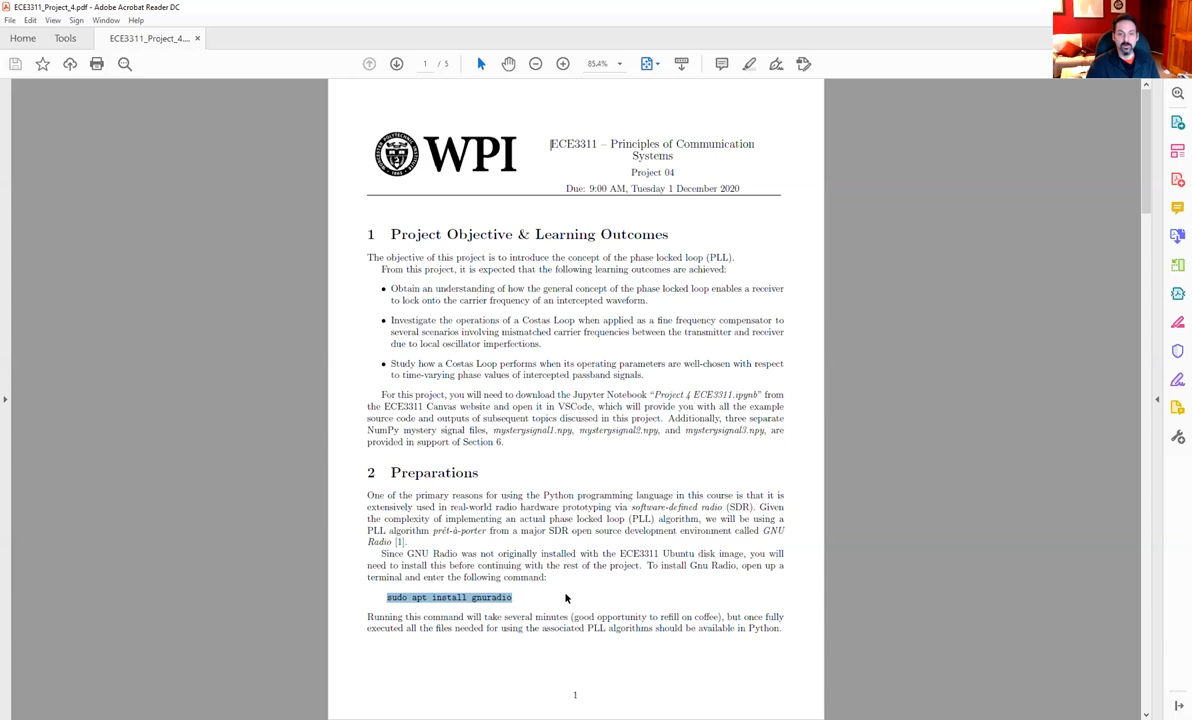 ECE3311_Project_4.pdf - Adobe Acrobat Reader DC
File Edit View Sign Window Help
Home Tools ECE3311_Project_4.... ×
1 / 5 85.4%
WPI
ECE3311 – Principles of Communication
Systems
Project 04
Due: 9:00 AM, Tuesday 1 December 2020
1 Project Objective & Learning Outcomes
The objective of this project is to introduce the concept of the phase locked loop (PLL).
From this project, it is expected that the following learning outcomes are achieved:
• Obtain an understanding of how the general concept of the phase locked loop enables a receiver
to lock onto the carrier frequency of an intercepted waveform.
• Investigate the operations of a Costas Loop when applied as a fine frequency compensator to
several scenarios involving mismatched carrier frequencies between the transmitter and receiver
due to local oscillator imperfections.
• Study how a Costas Loop performs when its operating parameters are well-chosen with respect
to time-varying phase values of intercepted passband signals.
For this project, you will need to download the Jupyter Notebook “Project 4 ECE3311.ipynb” from
the ECE3311 Canvas website and open it in VSCode, which will provide you with all the example
source code and outputs of subsequent topics discussed in this project. Additionally, three separate
NumPy mystery signal files, mysterysignal1.npy, mysterysignal2.npy, and mysterysignal3.npy, are
provided in support of Section 6.
2 Preparations
One of the primary reasons for using the Python programming language in this course is that it is
extensively used in real-world radio hardware prototyping via software-defined radio (SDR). Given
the complexity of implementing an actual phase locked loop (PLL) algorithm, we will be using a
PLL algorithm prêt-à-porter from a major SDR open source development environment called GNU
Radio [1].
Since GNU Radio was not originally installed with the ECE3311 Ubuntu disk image, you will
need to install this before continuing with the rest of the project. To install Gnu Radio, open up a
terminal and enter the following command:
sudo apt install gnuradio
Running this command will take several minutes (good opportunity to refill on coffee), but once fully
executed all the files needed for using the associated PLL algorithms should be available in Python.
1